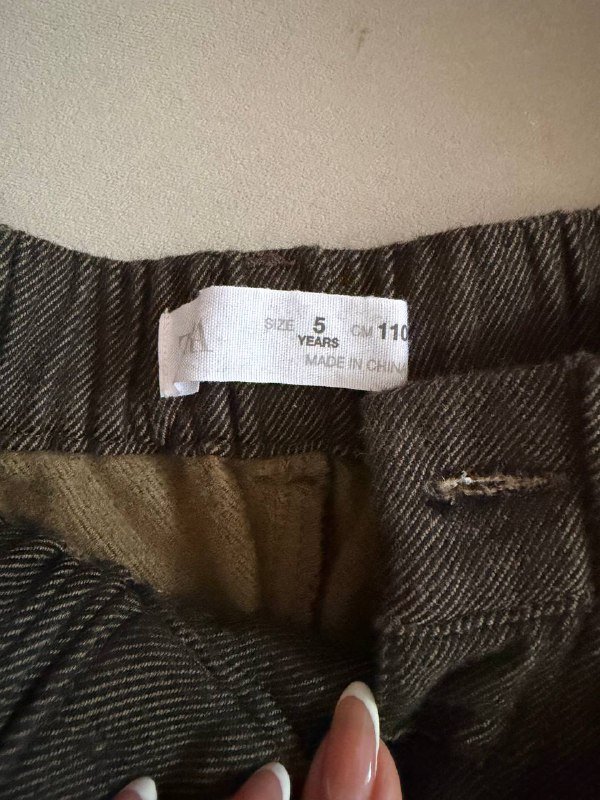 ZA
SIZE 5 CM 110
YEARS
MADE IN CHINA